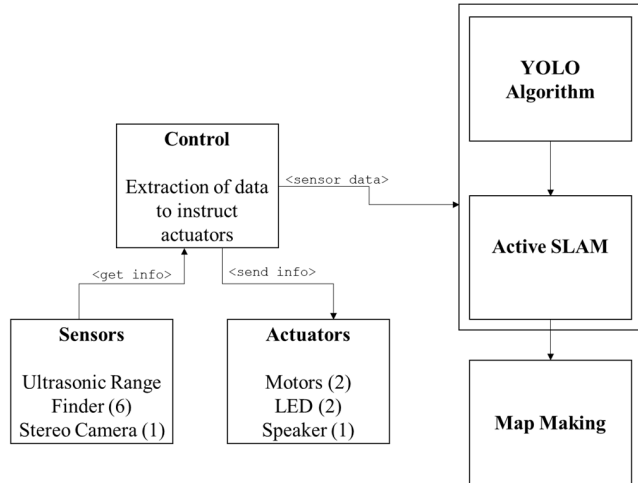 YOLO
Algorithm
Control
Extraction of data
to instruct
actuators
<sensor data>
Active SLAM
<get info>
<send info>
Sensors
Ultrasonic Range
Finder (6)
Stereo Camera (1)
Actuators
Motors (2)
LED (2)
Speaker (1)
Map Making